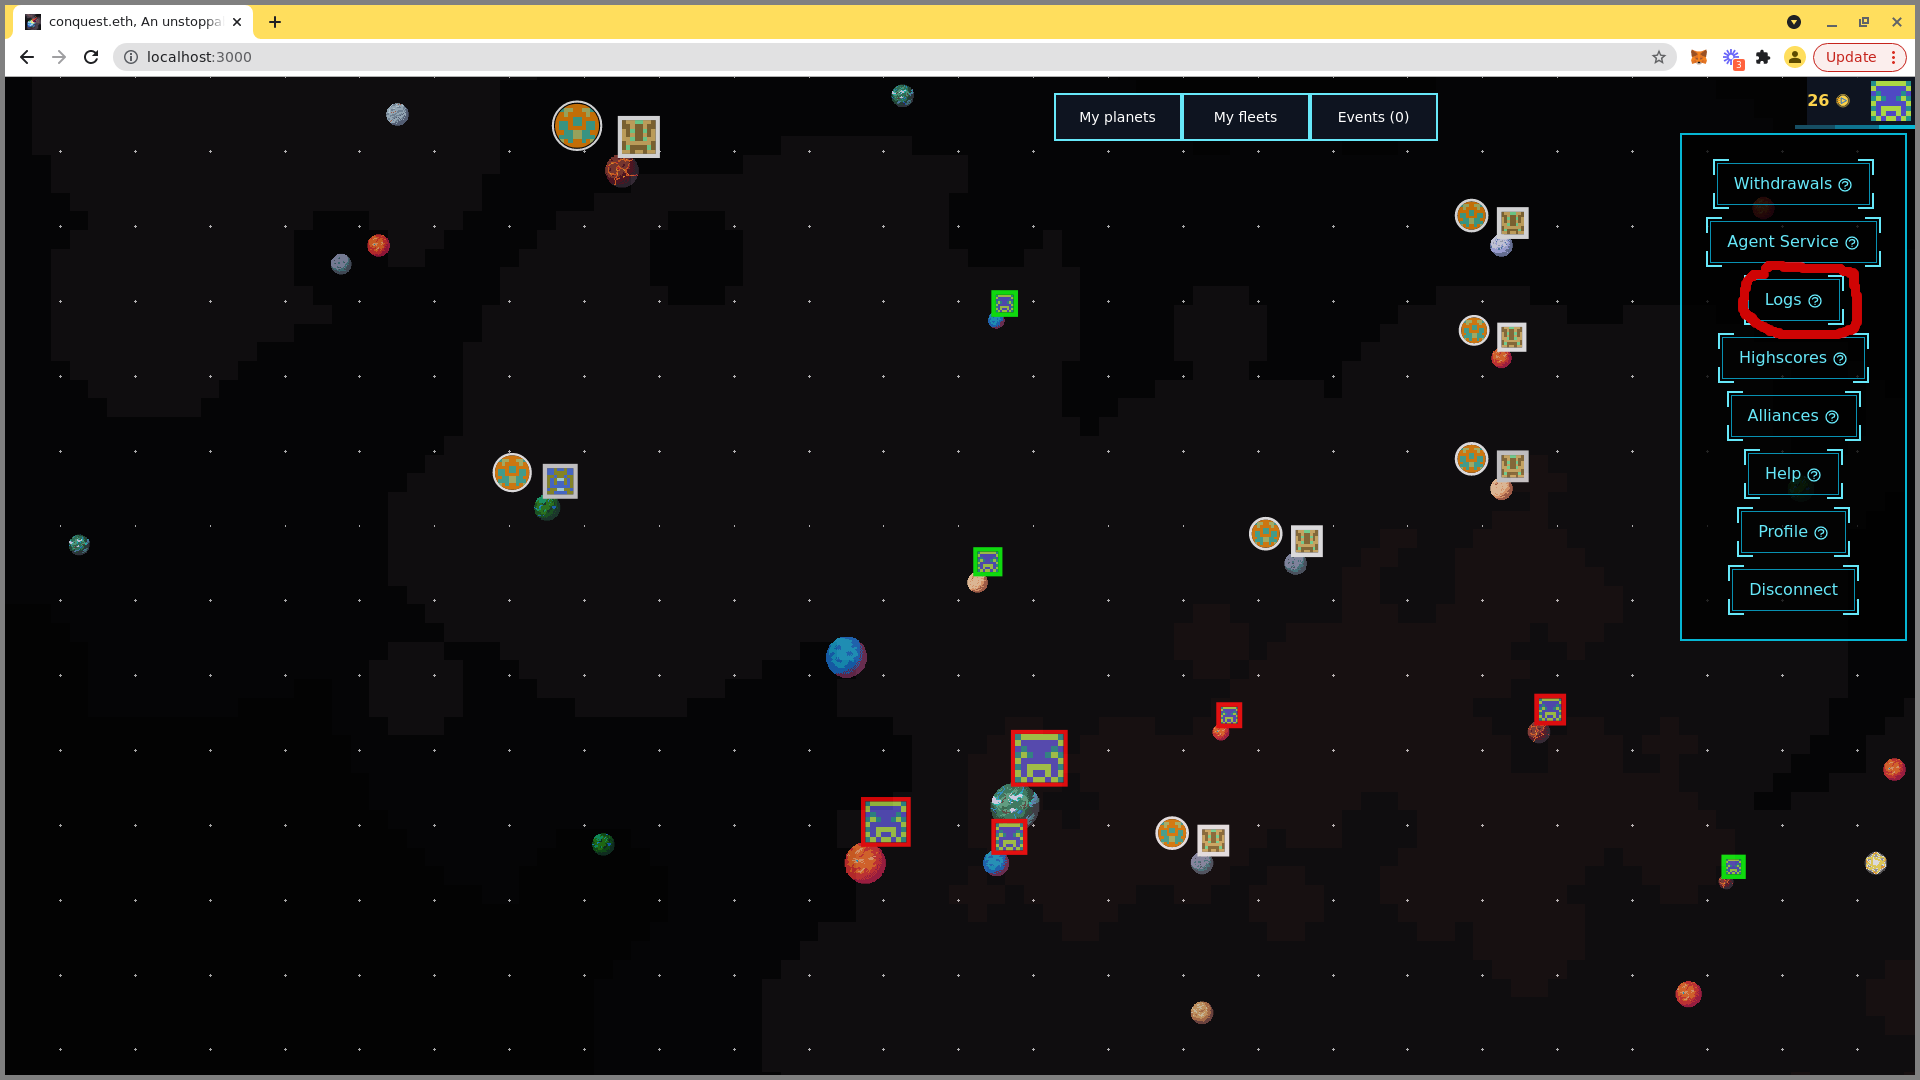 conquest.eth, An unstoppa
localhost:3000
3
Update
My planets
My fleets
Events (0)
26
Withdrawals
Agent Service
Logs
Highscores
Alliances
Help
Profile
Disconnect